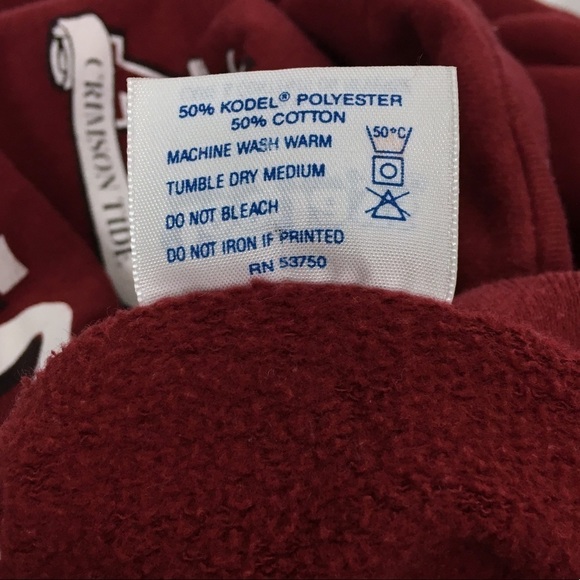 CRIMSON TIDE
50% KODEL® POLYESTER
50% COTTON
MACHINE WASH WARM
TUMBLE DRY MEDIUM
DO NOT BLEACH
DO NOT IRON IF PRINTED
RN 53750
50°C